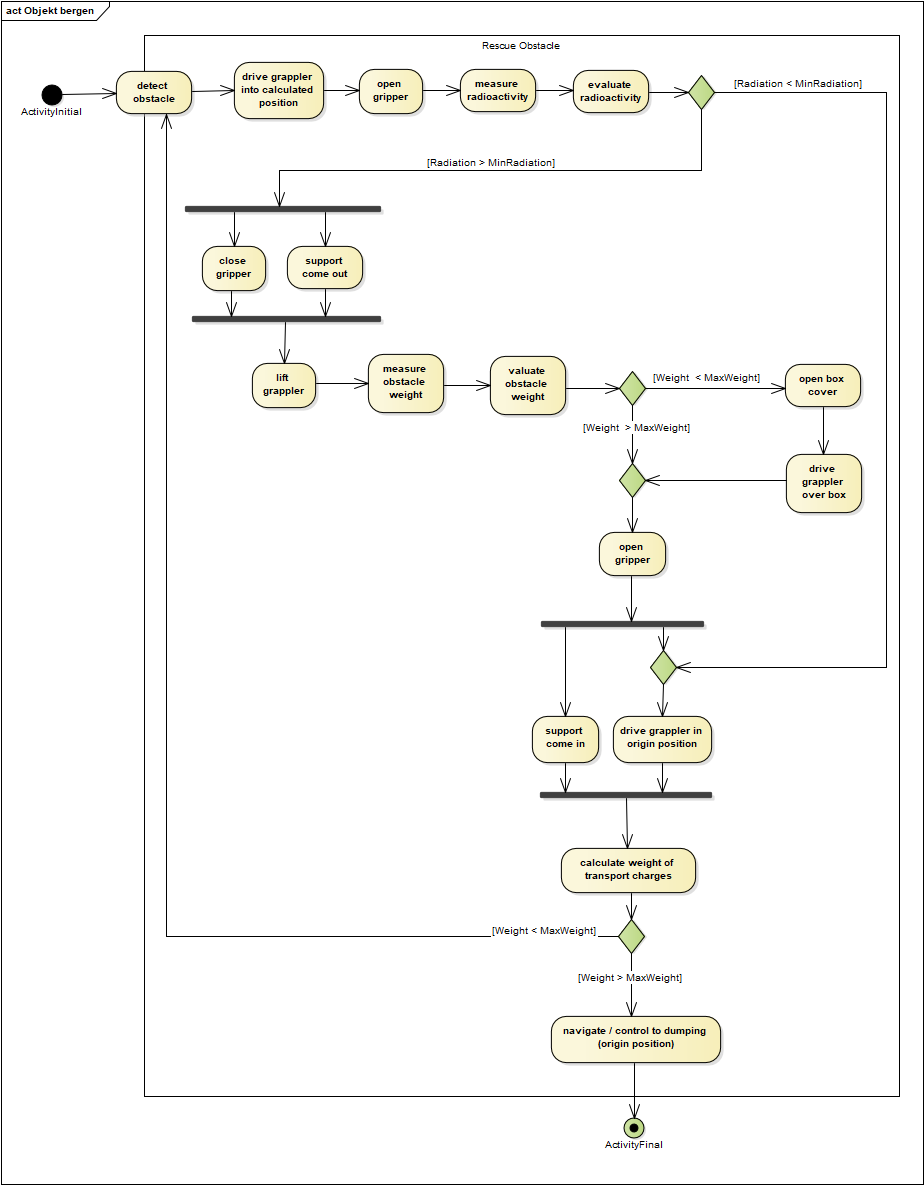 act Objekt bergen
Rescue Obstacle
ActivityInitial
detect
obstacle
drive grappler
into calculated
position
open
gripper
measure
radioactivity
evaluate
radioactivity
[Radiation < MinRadiation]
[Radiation > MinRadiation]
close
gripper
support
come out
lift
grappler
measure
obstacle
weight
valuate
obstacle
weight
[Weight  < MaxWeight]
open box
cover
[Weight  > MaxWeight]
drive
grappler
over box
open
gripper
support
come in
drive grappler in
origin position
calculate weight of
transport charges
[Weight < MaxWeight]
[Weight > MaxWeight]
navigate / control to dumping
(origin position)
ActivityFinal